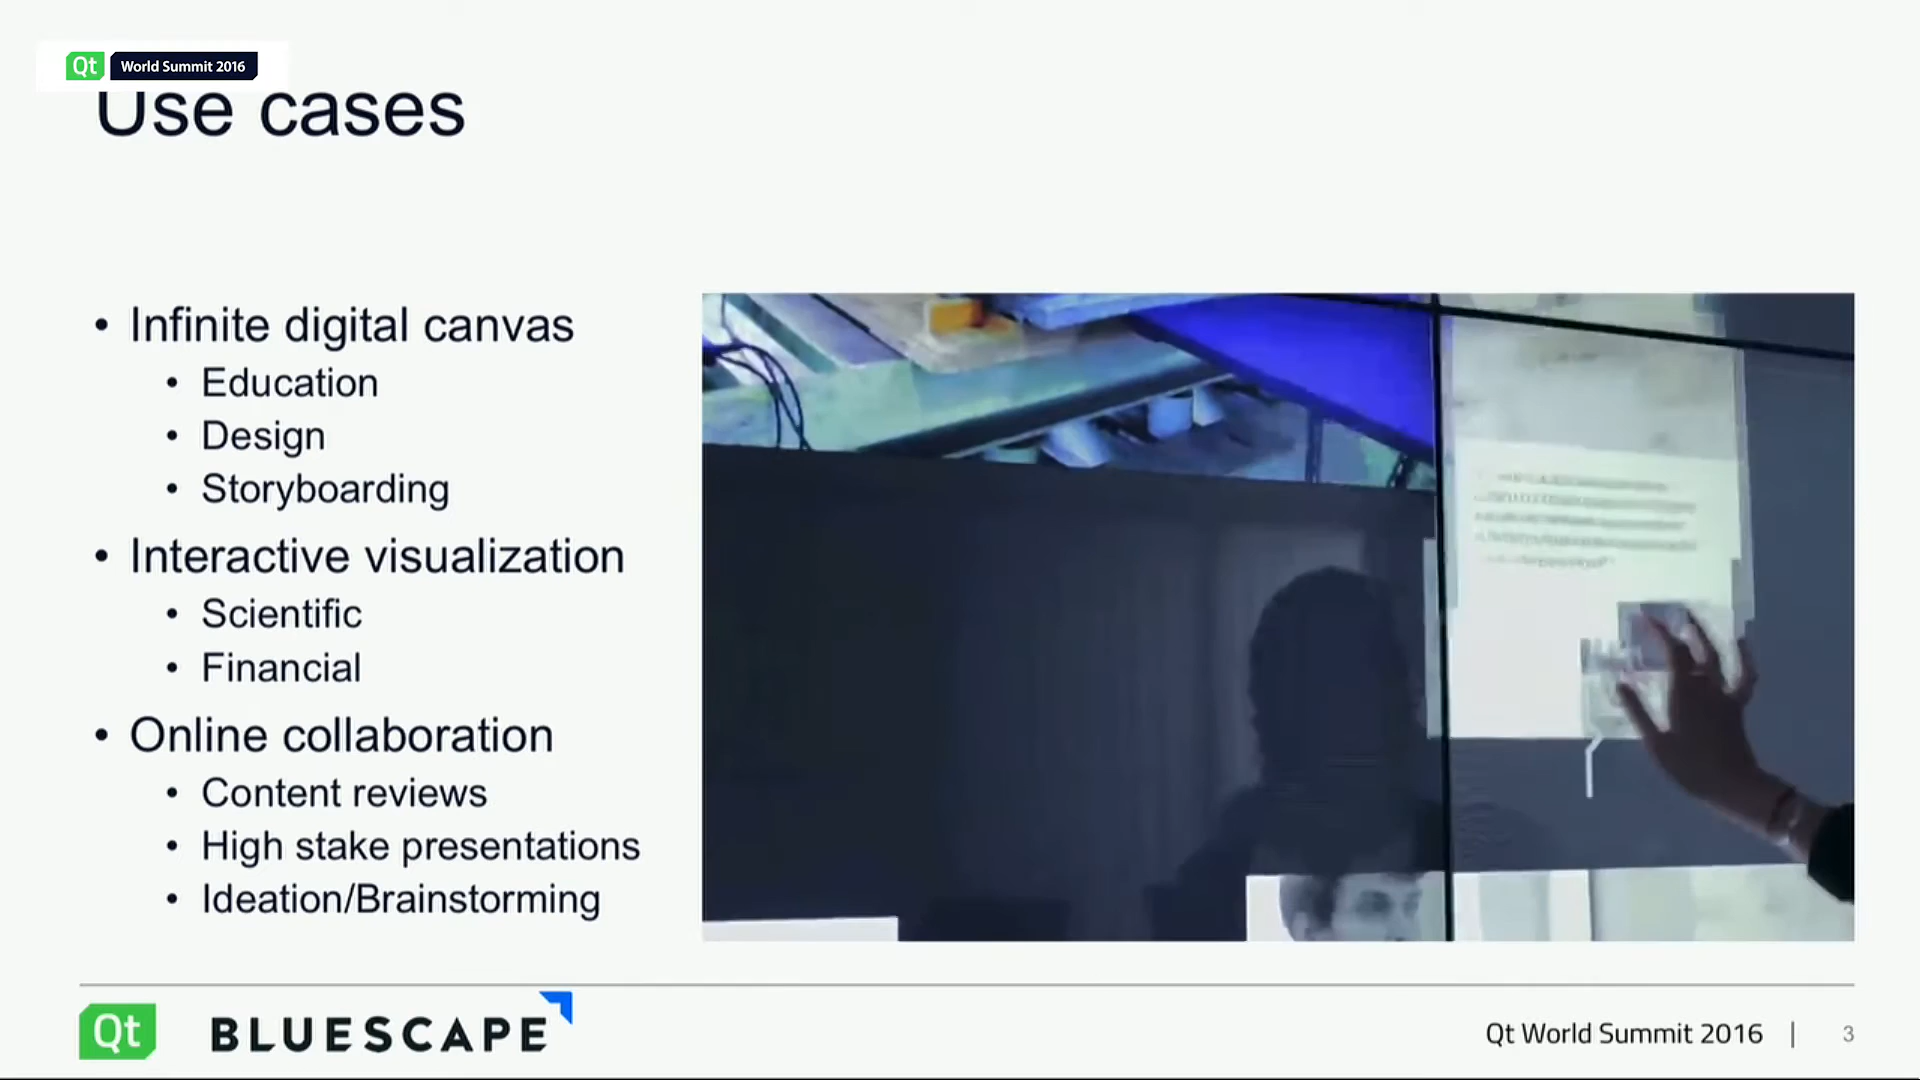 Qt World Summit 2016
Use cases
• Infinite digital canvas
• Education
• Design
• Storyboarding
• Interactive visualization
• Scientific
• Financial
• Online collaboration
• Content reviews
• High stake presentations
• Ideation/Brainstorming
Qt BLUESCAPE
Qt World Summit 2016 | 3